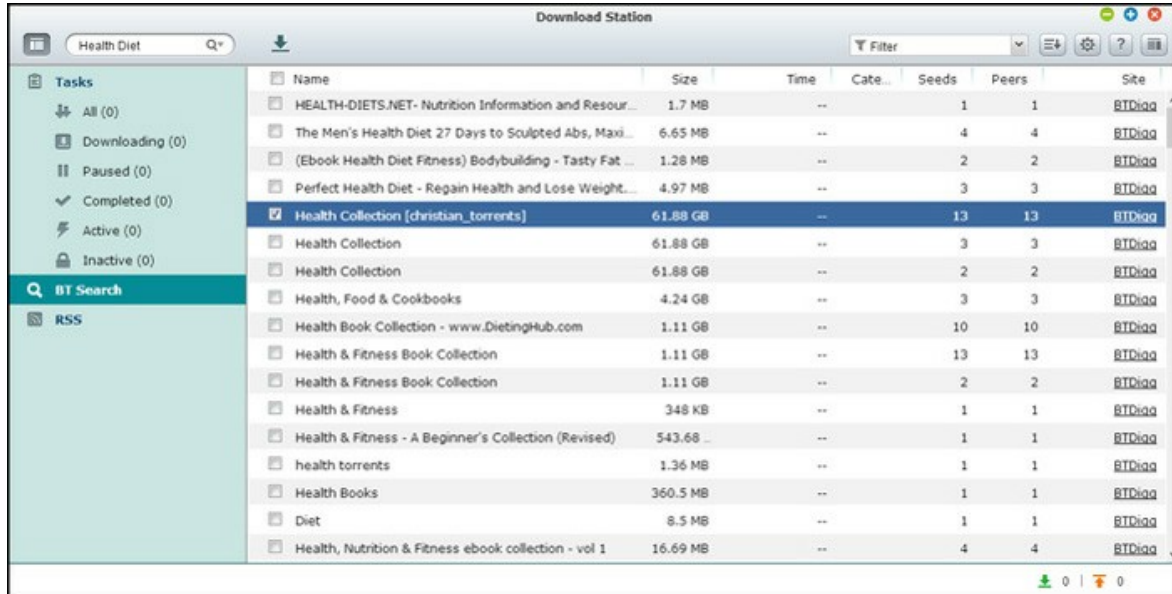 Download Station
Health Diet
Filter
Tasks
All (0)
Downloading (0)
Paused (0)
Completed (0)
Active (0)
Inactive (0)
BT Search
RSS
Name Size Time Cate... Seeds Peers Site
HEALTH-DIETS.NET- Nutrition Information and Resour... 1.7 MB -- 1 1 BTDigg
The Men's Health Diet 27 Days to Sculpted Abs, Maxi... 6.65 MB -- 4 4 BTDigg
(Ebook Health Diet Fitness) Bodybuilding - Tasty Fat ... 1.28 MB -- 2 2 BTDigg
Perfect Health Diet - Regain Health and Lose Weight.... 4.97 MB -- 3 3 BTDigg
Health Collection [christian_torrents] 61.88 GB -- 13 13 BTDigg
Health Collection 61.88 GB -- 3 3 BTDigg
Health Collection 61.88 GB -- 2 2 BTDigg
Health, Food & Cookbooks 4.24 GB -- 3 3 BTDigg
Health Book Collection - www.DietingHub.com 1.11 GB -- 10 10 BTDigg
Health & Fitness Book Collection 1.11 GB -- 13 13 BTDigg
Health & Fitness Book Collection 1.11 GB -- 2 2 BTDigg
Health & Fitness 348 KB -- 1 1 BTDigg
Health & Fitness - A Beginner's Collection (Revised) 543.68 ... -- 1 1 BTDigg
health torrents 1.36 MB -- 1 1 BTDigg
Health Books 360.5 MB -- 1 1 BTDigg
Diet 8.5 MB -- 1 1 BTDigg
Health, Nutrition & Fitness ebook collection - vol 1 16.69 MB -- 4 4 BTDigg
0 | 0